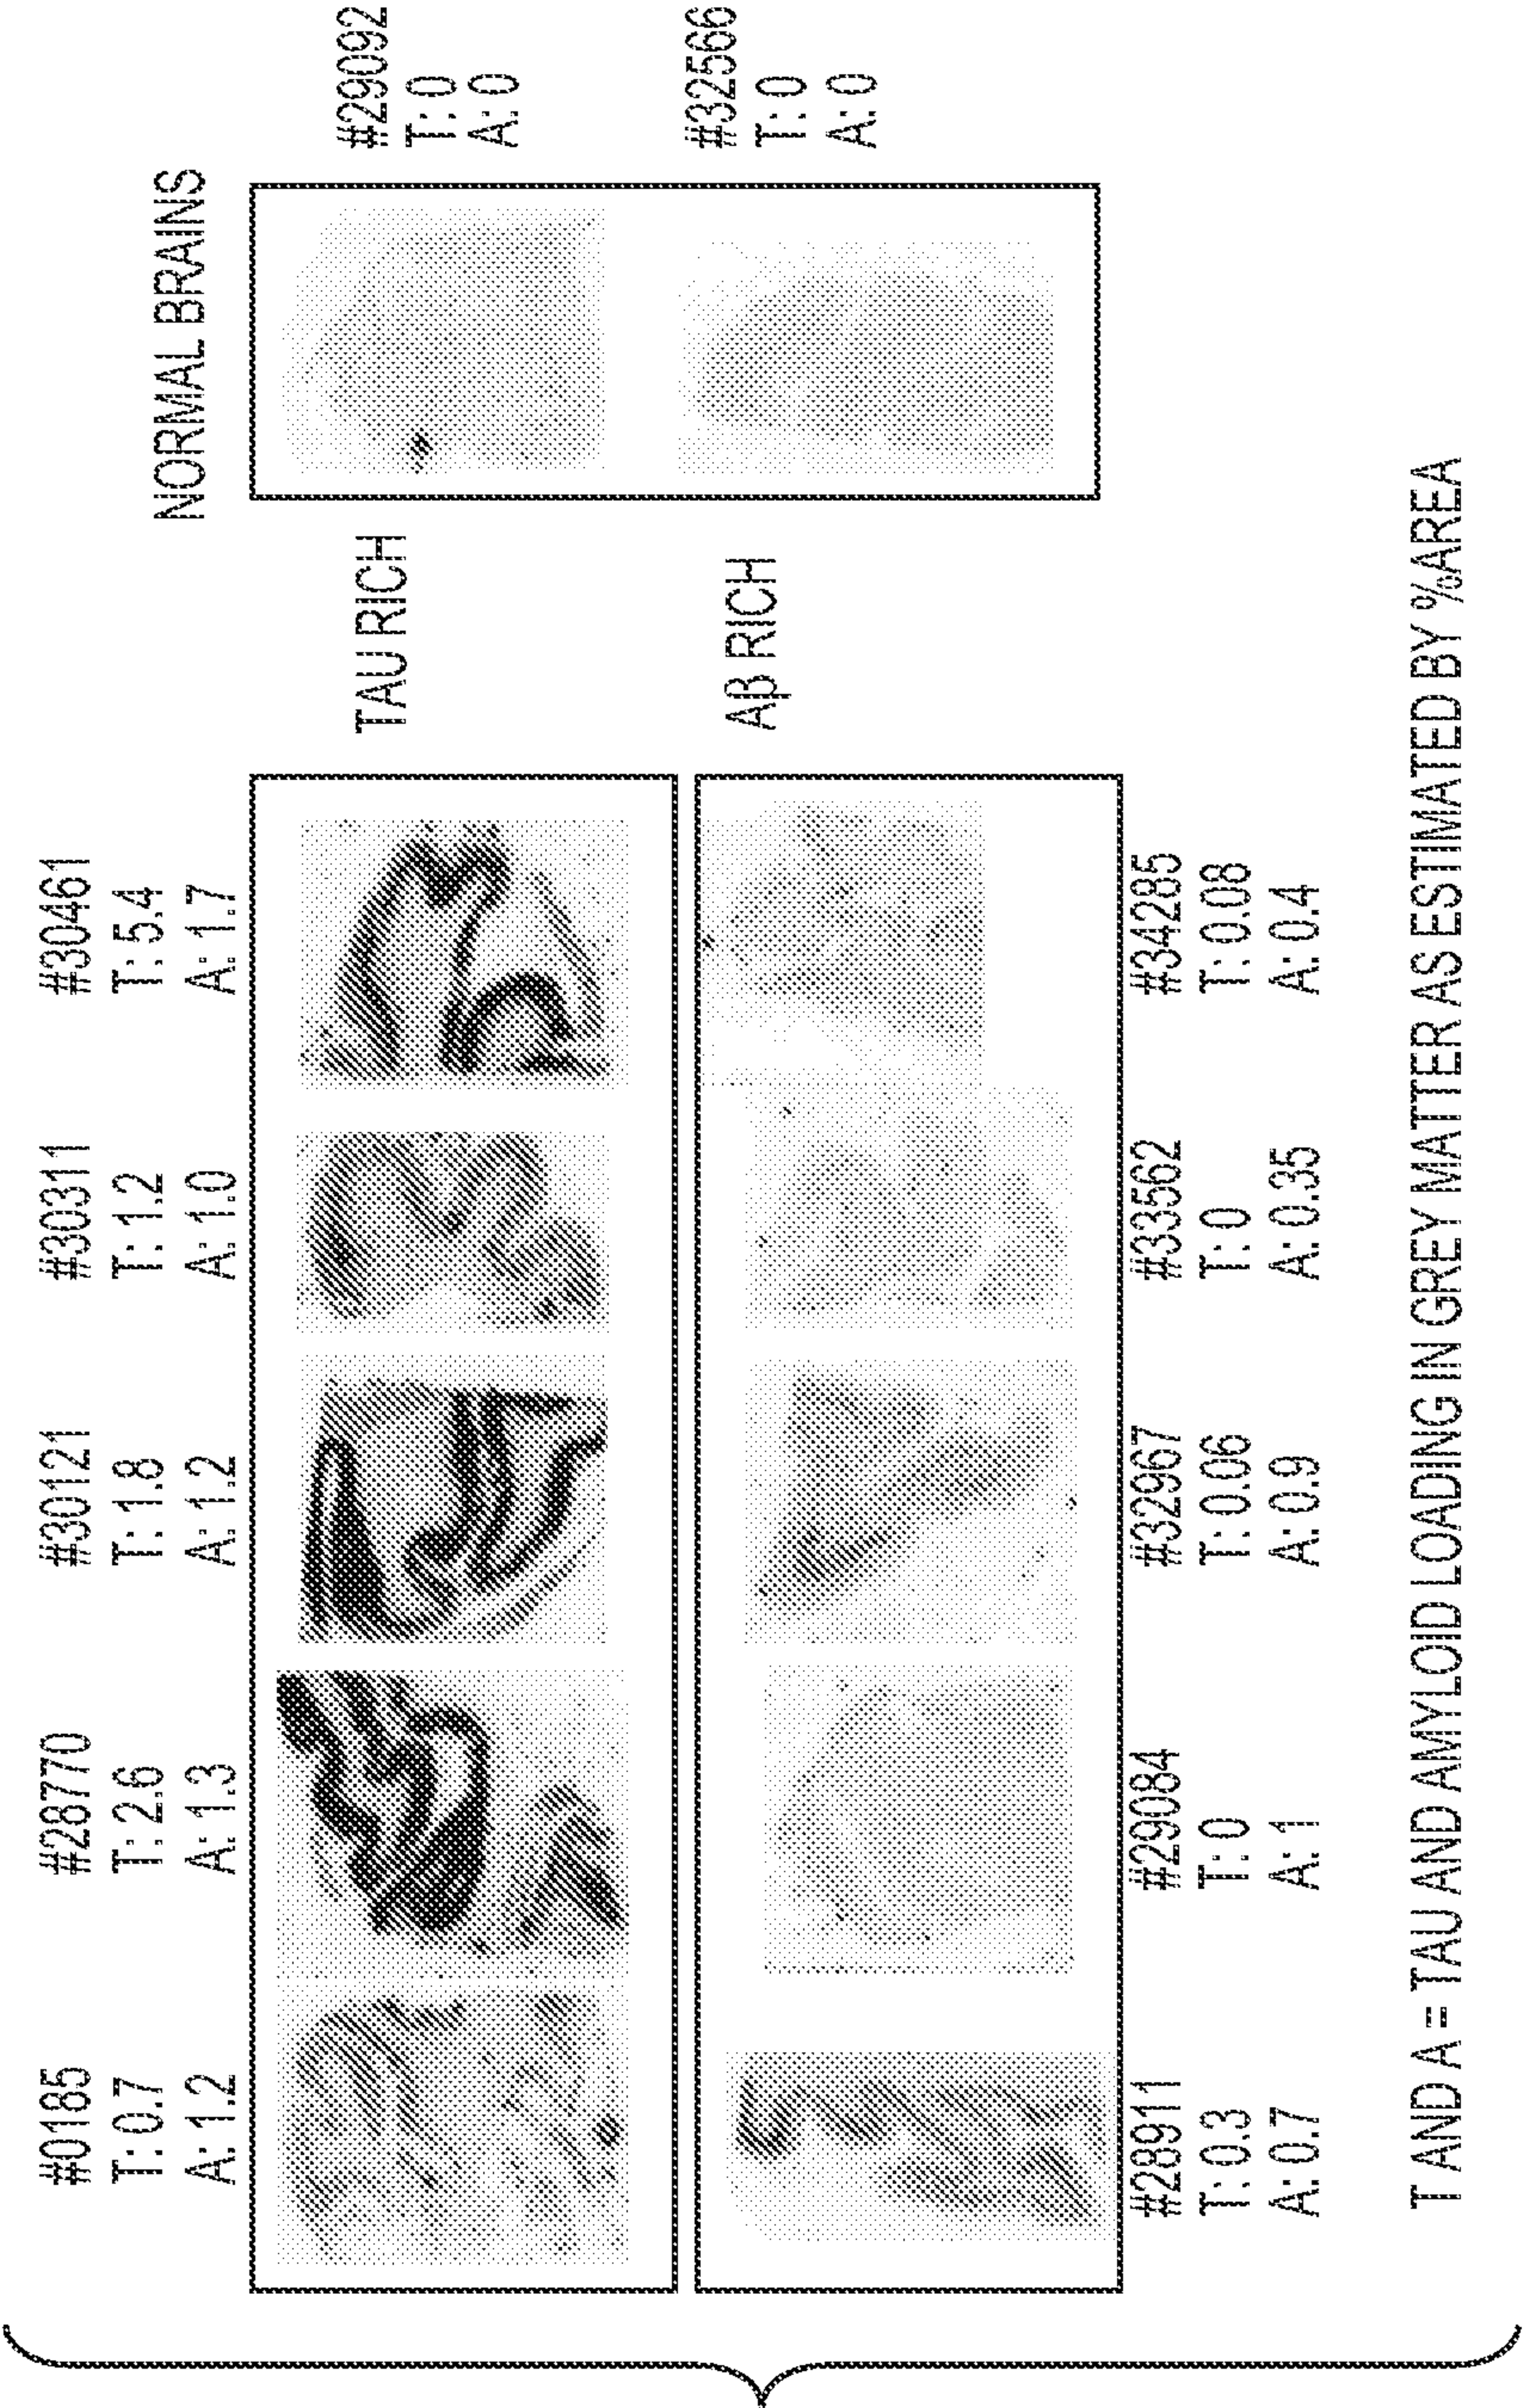 #0185
T: 0.7
A: 1.2
#28770
T: 2.6
A: 1.3
#30121
T: 1.8
A: 1.2
#30311
T: 1.2
A: 1.0
#30461
T: 5.4
A: 1.7
TAU RICH
Aβ RICH
#28911
T: 0.3
A: 0.7
#29084
T: 0
A: 1
#32967
T: 0.06
A: 0.9
#33562
T: 0
A: 0.35
#34285
T: 0.08
A: 0.4
NORMAL BRAINS
#29092
T: 0
A: 0
#32566
T: 0
A: 0
T AND A = TAU AND AMYLOID LOADING IN GREY MATTER AS ESTIMATED BY %AREA